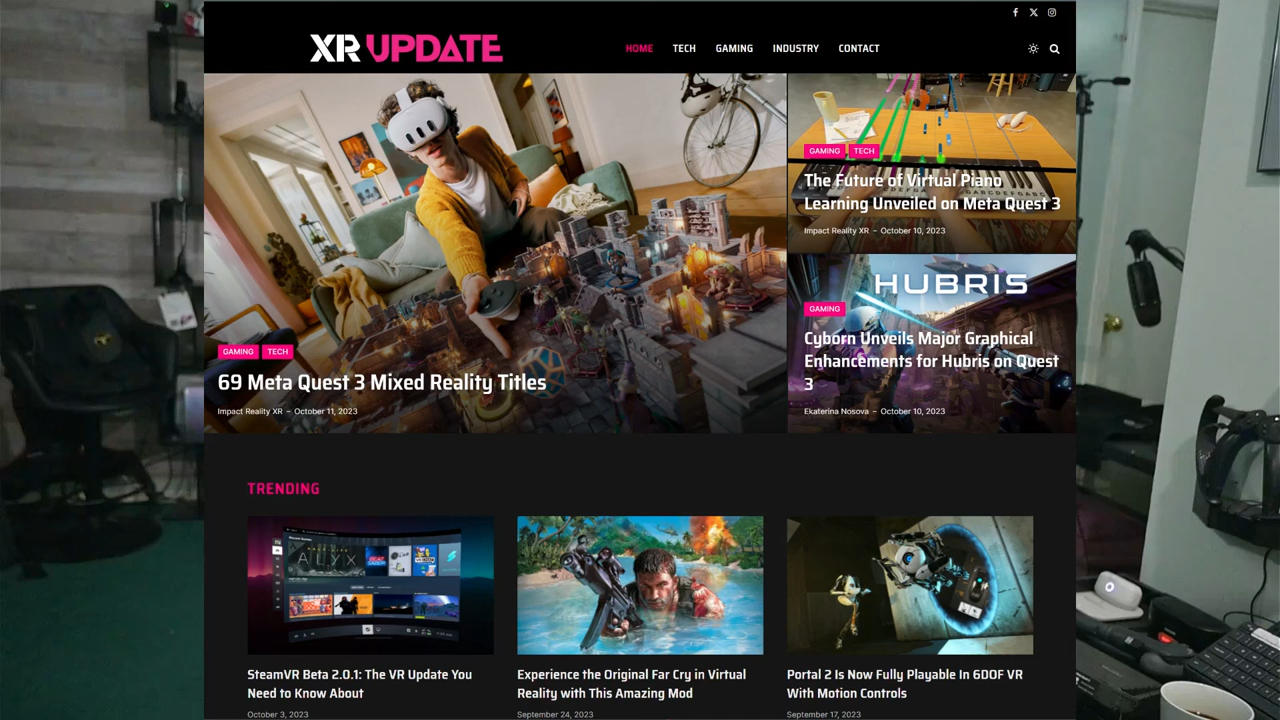 XR UPDATE
HOME
TECH
GAMING
INDUSTRY
CONTACT
GAMING
TECH
69 Meta Quest 3 Mixed Reality Titles
Impact Reality XR – October 11, 2023
GAMING
TECH
The Future of Virtual Piano
Learning Unveiled on Meta Quest 3
Impact Reality XR – October 10, 2023
HUBRIS
GAMING
Cyborn Unveils Major Graphical
Enhancements for Hubris on Quest
3
Ekaterina Nosova – October 10, 2023
TRENDING
ALYX
SteamVR Beta 2.0.1: The VR Update You
Need to Know About
October 3, 2023
Experience the Original Far Cry in Virtual
Reality with This Amazing Mod
September 24, 2023
Portal 2 Is Now Fully Playable In 6DOF VR
With Motion Controls
September 17, 2023